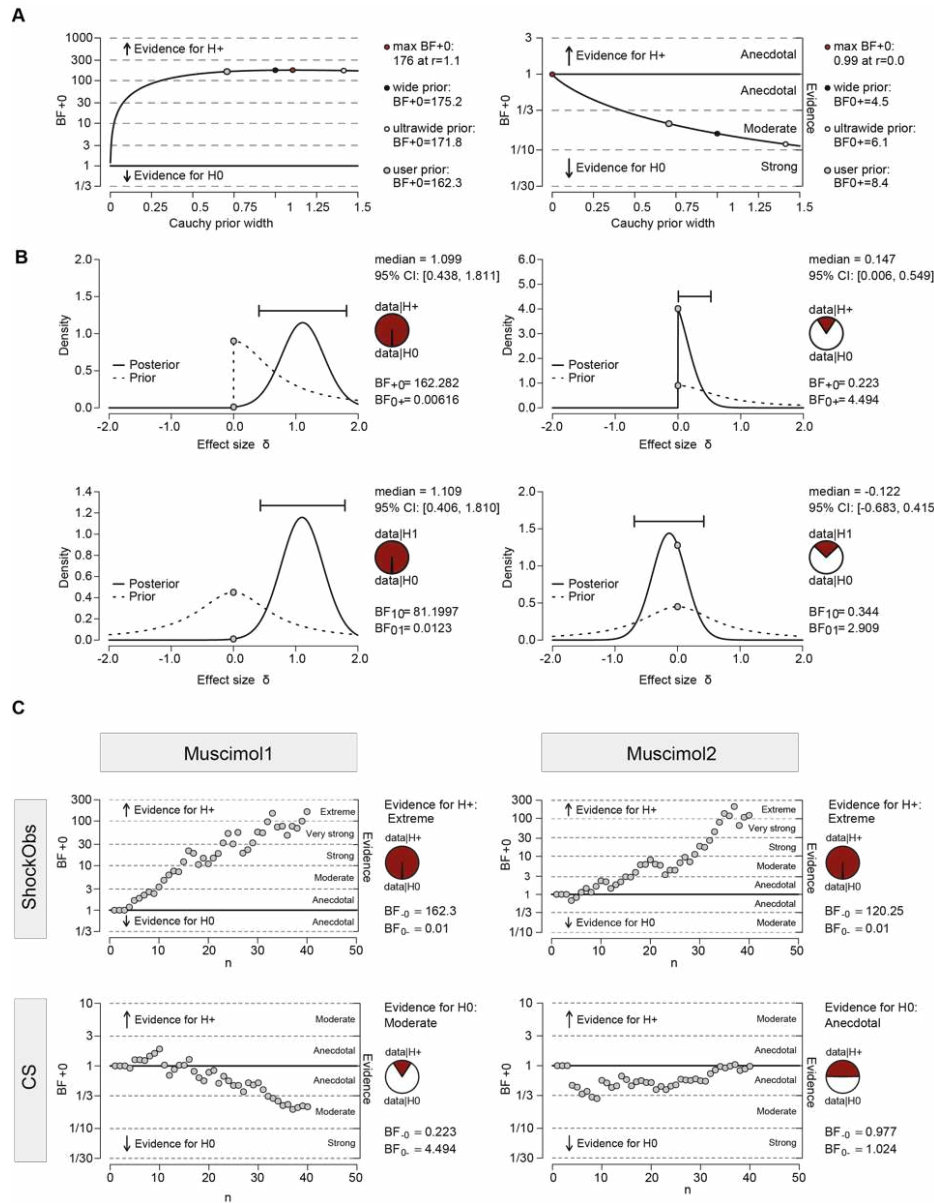 A
1000
300
100
30
10
3
1
1/3
BF+0
↑ Evidence for H+
↓ Evidence for H0
0
0.25
0.5
0.75
1
1.25
1.5
Cauchy prior width
max BF+0:
176 at r=1.1
wide prior:
BF+0=175.2
ultrawide prior:
BF+0=171.8
user prior:
BF+0=162.3
3
1
1/3
1/10
1/30
BF+0
↑ Evidence for H+
↓ Evidence for H0
Anecdotal
Anecdotal
Moderate
Strong
Evidence
0
0.25
0.5
0.75
1
1.25
1.5
Cauchy prior width
max BF+0:
0.99 at r=0.0
wide prior:
BF0+=4.5
ultrawide prior:
BF0+=6.1
user prior:
BF0+=8.4
B
2.0
1.5
1.0
0.5
0.0
Density
Posterior
Prior
-2.0
-1.0
0.0
1.0
2.0
Effect size δ
median = 1.099
95% CI: [0.438, 1.811]
data|H+
data|H0
BF+0= 162.282
BF0+= 0.00616
6.0
5.0
4.0
3.0
2.0
1.0
0.0
Density
Posterior
Prior
-2.0
-1.0
0.0
1.0
2.0
Effect size δ
median = 0.147
95% CI: [0.006, 0.549]
data|H+
data|H0
BF+0= 0.223
BF0+= 4.494
1.4
1.2
1.0
0.8
0.6
0.4
0.2
0.0
Density
Posterior
Prior
-2.0
-1.0
0.0
1.0
2.0
Effect size δ
median = 1.109
95% CI: [0.406, 1.810]
data|H1
data|H0
BF10= 81.1997
BF01= 0.0123
2.0
1.5
1.0
0.5
0.0
Density
Posterior
Prior
-2.0
-1.0
0.0
1.0
2.0
Effect size δ
median = -0.122
95% CI: [-0.683, 0.415
data|H1
data|H0
BF10= 0.344
BF01= 2.909
C
Muscimol1
Muscimol2
ShockObs
300
100
30
10
3
1
1/3
BF+0
↑ Evidence for H+
↓ Evidence for H0
Extreme
Very strong
Strong
Moderate
Anecdotal
Anecdotal
Evidence
0
10
20
30
40
50
n
Evidence for H+:
Extreme
data|H+
data|H0
BF-0 = 162.3
BF0- = 0.01
300
100
30
10
3
1
1/3
1/10
BF+0
↑ Evidence for H+
↓ Evidence for H0
Extreme
Very strong
Strong
Moderate
Anecdotal
Anecdotal
Moderate
Evidence
0
10
20
30
40
50
n
Evidence for H+:
Extreme
data|H+
data|H0
BF-0 = 120.25
BF0- = 0.01
CS
10
3
1
1/3
1/10
1/30
BF+0
↑ Evidence for H+
↓ Evidence for H0
Moderate
Anecdotal
Anecdotal
Moderate
Strong
Evidence
0
10
20
30
40
50
n
Evidence for H0:
Moderate
data|H+
data|H0
BF-0 = 0.223
BF0- = 4.494
10
3
1
1/3
1/10
1/30
BF+0
↑ Evidence for H+
↓ Evidence for H0
Moderate
Anecdotal
Anecdotal
Moderate
Strong
Evidence
0
10
20
30
40
50
n
Evidence for H0:
Anecdotal
data|H+
data|H0
BF-0 = 0.977
BF0- = 1.024